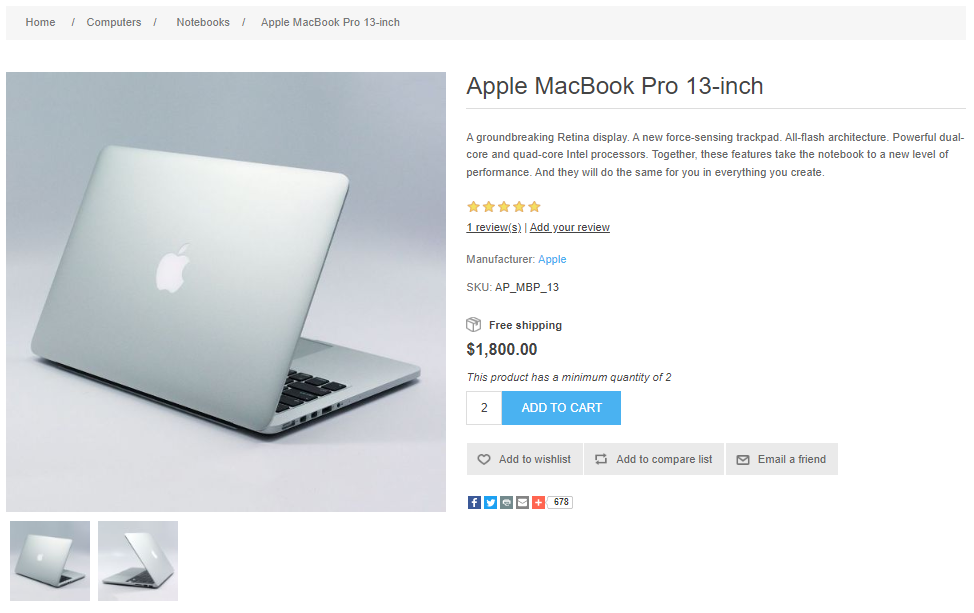 Home / Computers / Notebooks / Apple MacBook Pro 13-inch
Apple MacBook Pro 13-inch
A groundbreaking Retina display. A new force-sensing trackpad. All-flash architecture. Powerful dual-
core and quad-core Intel processors. Together, these features take the notebook to a new level of
performance. And they will do the same for you in everything you create.
1 review(s) | Add your review
Manufacturer: Apple
SKU: AP_MBP_13
Free shipping
$1,800.00
This product has a minimum quantity of 2
2 ADD TO CART
Add to wishlist Add to compare list Email a friend
678